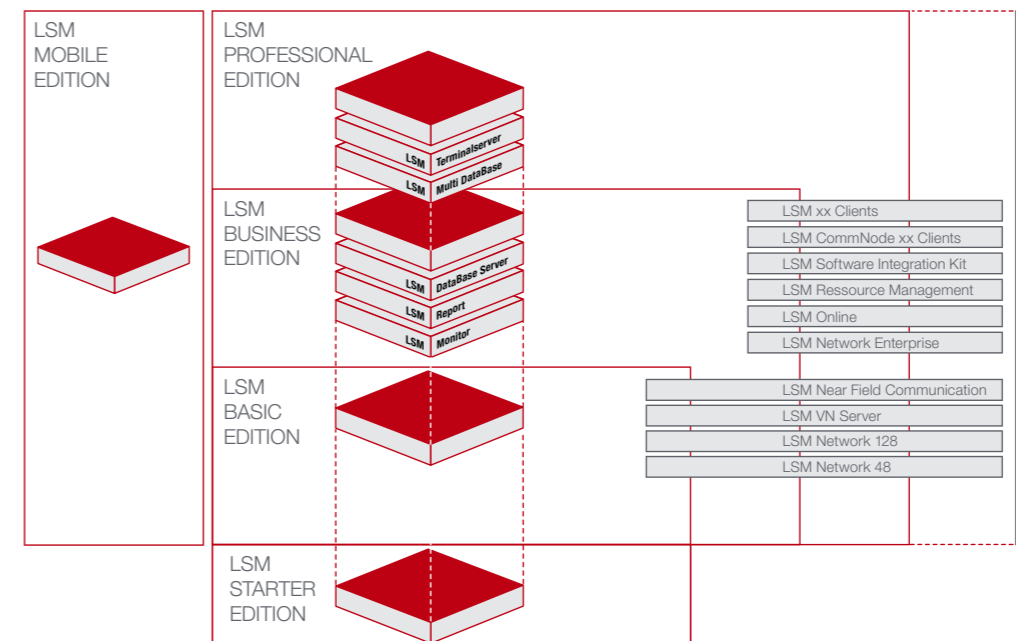 LSM
MOBILE
EDITION
LSM
PROFESSIONAL
EDITION
LSM Terminalserver
LSM Multi DataBase
LSM
BUSINESS
EDITION
LSM DataBase Server
LSM Report
LSM Monitor
LSM xx Clients
LSM CommNode xx Clients
LSM Software Integration Kit
LSM Ressource Management
LSM Online
LSM Network Enterprise
LSM
BASIC
EDITION
LSM Near Field Communication
LSM VN Server
LSM Network 128
LSM Network 48
LSM
STARTER
EDITION